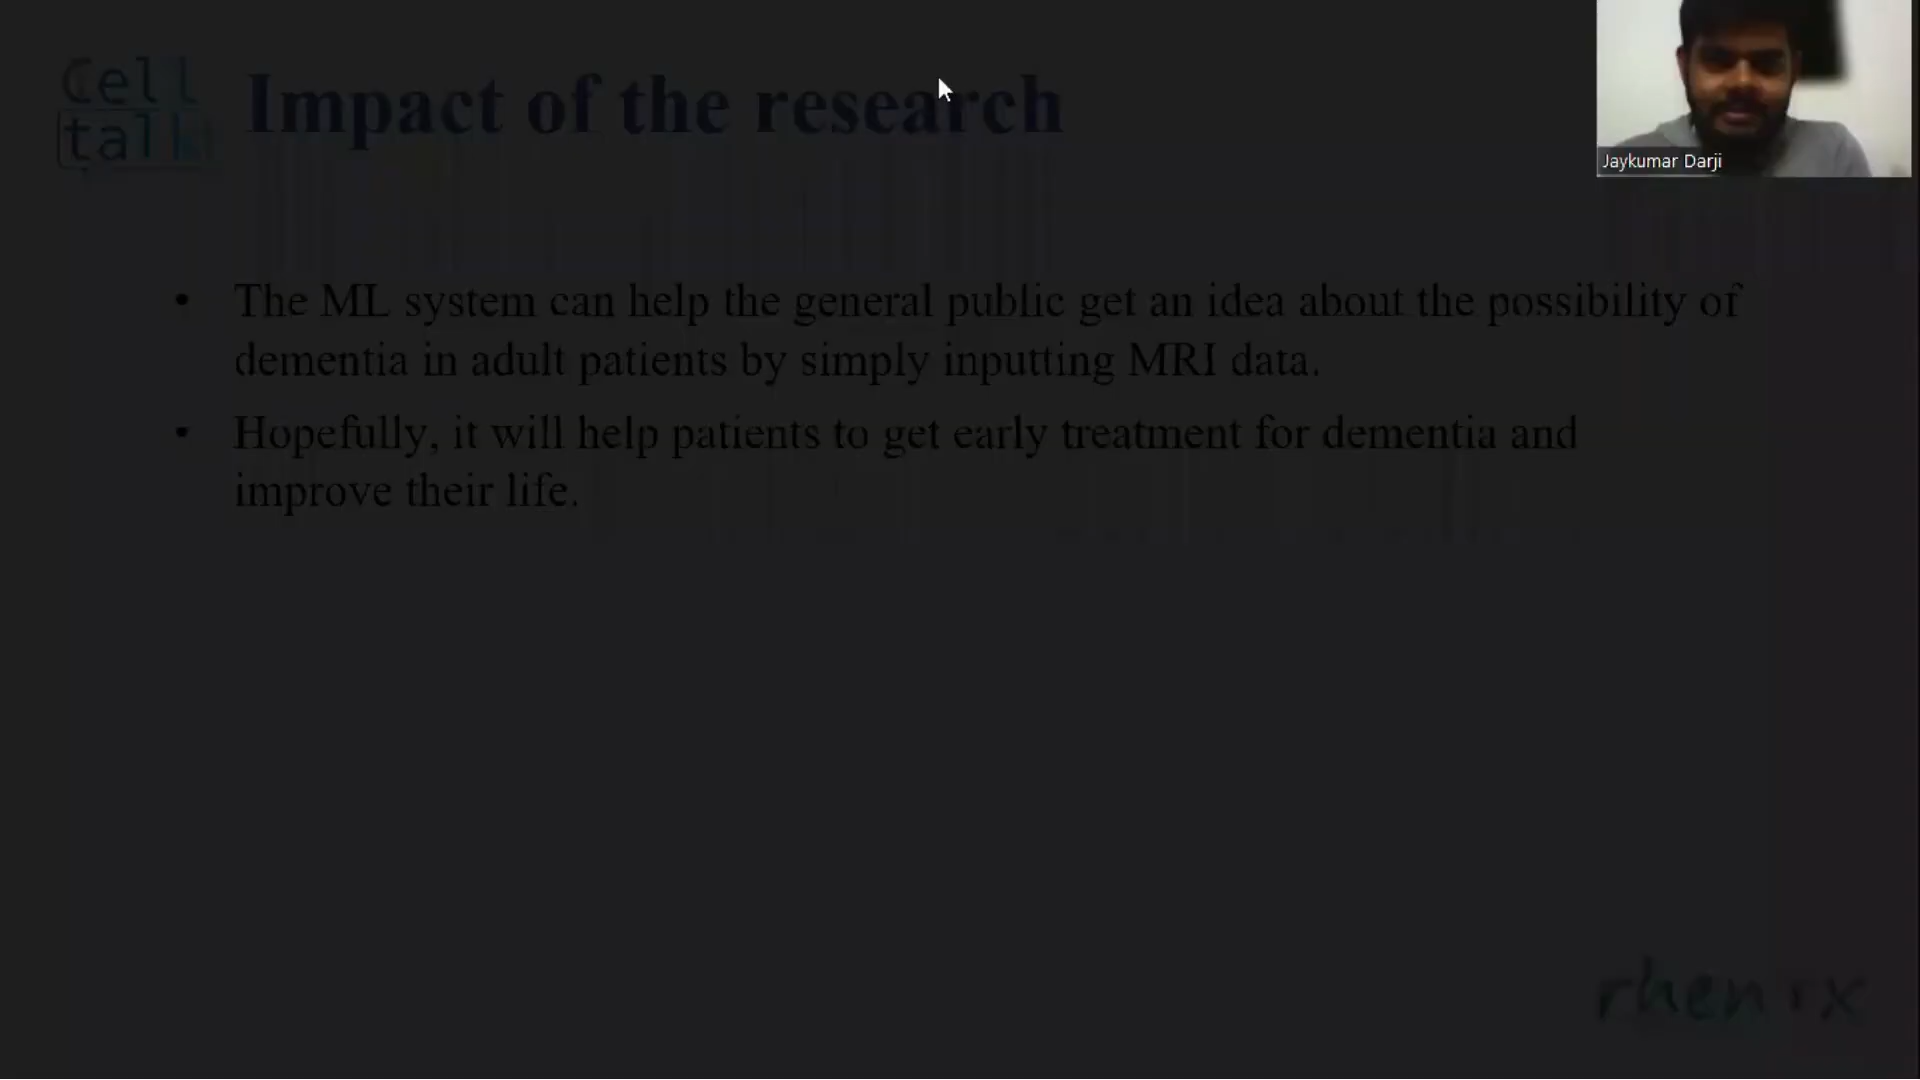 Cell
talk
Impact of the research
Jaykumar Darji
• The ML system can help the general public get an idea about the possibility of
dementia in adult patients by simply inputting MRI data.
• Hopefully, it will help patients to get early treatment for dementia and
improve their life.